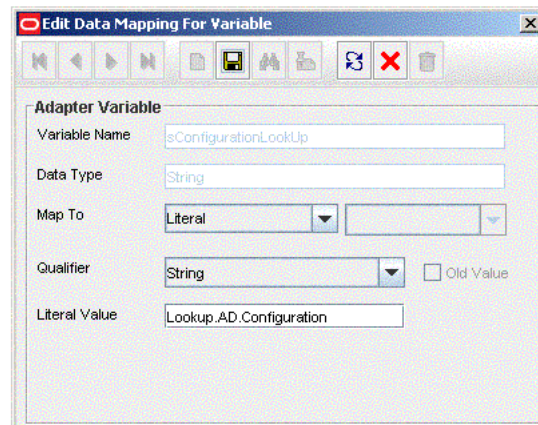 Edit Data Mapping For Variable
Adapter Variable
Variable Name sConfigurationLookUp
Data Type String
Map To Literal
Qualifier String Old Value
Literal Value Lookup.AD.Configuration